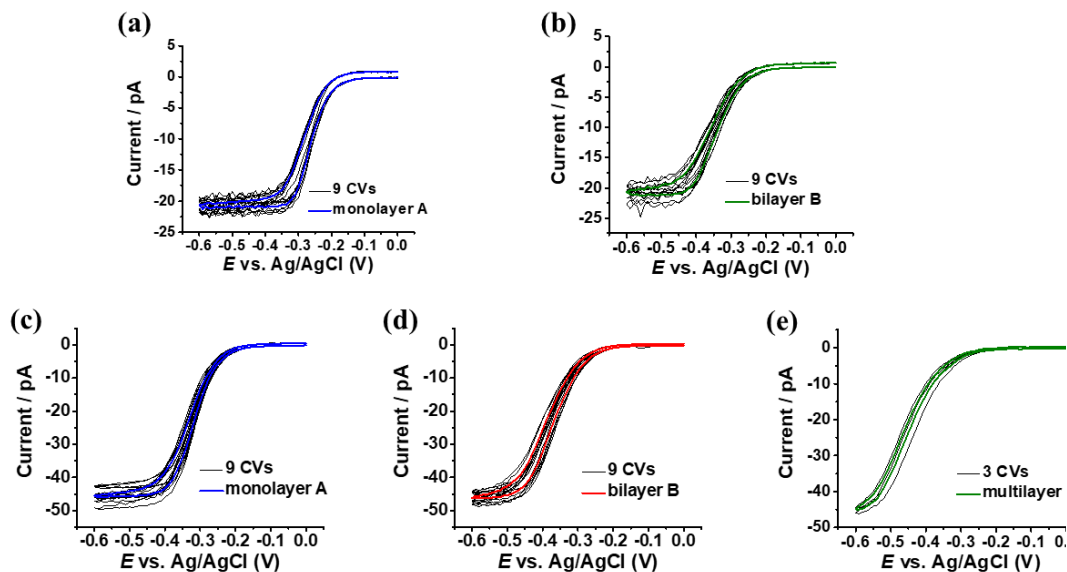 (a)
5
0
-5
-10
-15
-20
-25
Current / pA
9 CVs
monolayer A
-0.6 -0.5 -0.4 -0.3 -0.2 -0.1 0.0
E vs. Ag/AgCl (V)
(b)
5
0
-5
-10
-15
-20
-25
Current / pA
9 CVs
bilayer B
-0.6 -0.5 -0.4 -0.3 -0.2 -0.1 0.0
E vs. Ag/AgCl (V)
(c)
0
-10
-20
-30
-40
-50
Current / pA
9 CVs
monolayer A
-0.6 -0.5 -0.4 -0.3 -0.2 -0.1 0.0
E vs. Ag/AgCl (V)
(d)
0
-10
-20
-30
-40
-50
Current / pA
9 CVs
bilayer B
-0.6 -0.5 -0.4 -0.3 -0.2 -0.1 0.0
E vs. Ag/AgCl (V)
(e)
0
-10
-20
-30
-40
-50
Current / pA
3 CVs
multilayer
-0.6 -0.5 -0.4 -0.3 -0.2 -0.1
E vs. Ag/AgCl (V)